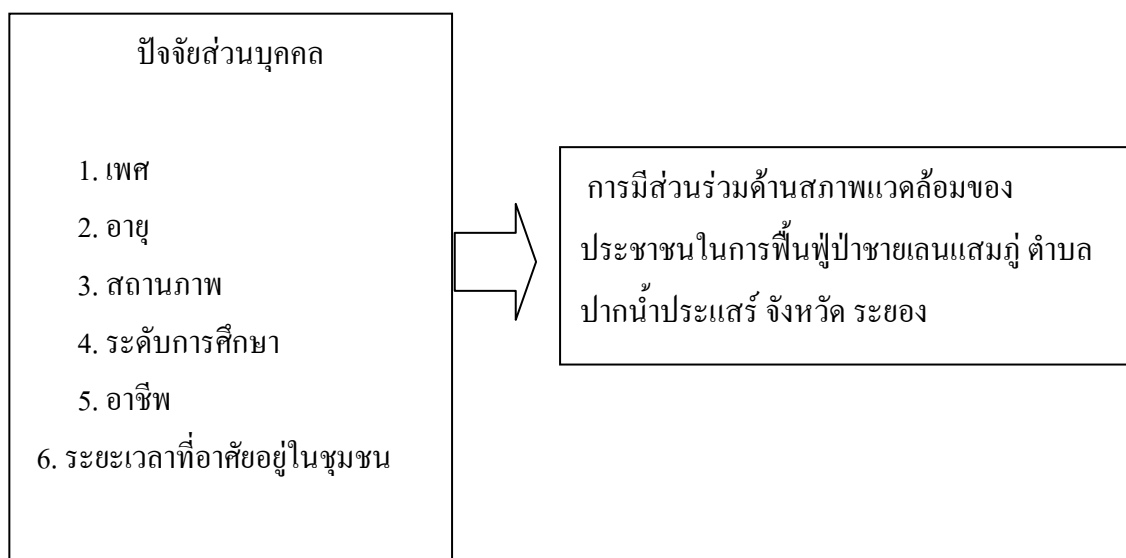 ปัจจัยส่วนบุคคล
1. เพศ
2. อายุ
3. สถานภาพ
4. ระดับการศึกษา
5. อาชีพ
6. ระยะเวลาที่อาศัยอยู่ในชุมชน
การมีส่วนร่วมด้านสภาพแวดล้อมของ
ประชาชนในการฟื้นฟูป่าชายเลนแสมภู่ ตำบล
ปากน้ำประแสร์ จังหวัด ระยอง